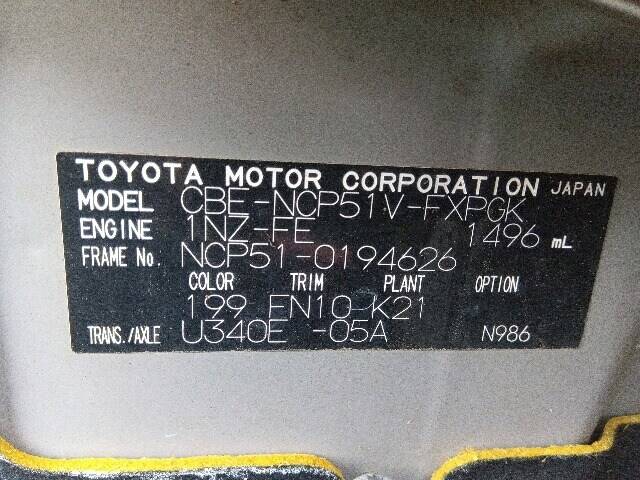 TOYOTA MOTOR CORPORATION JAPAN
MODEL CBE-NCP51V-FXPGK
ENGINE 1NZ-FE 1496 mL
FRAME No. NCP51-0194626
COLOR TRIM PLANT OPTION
199 FN10 K21
TRANS./AXLE U340E -05A N986